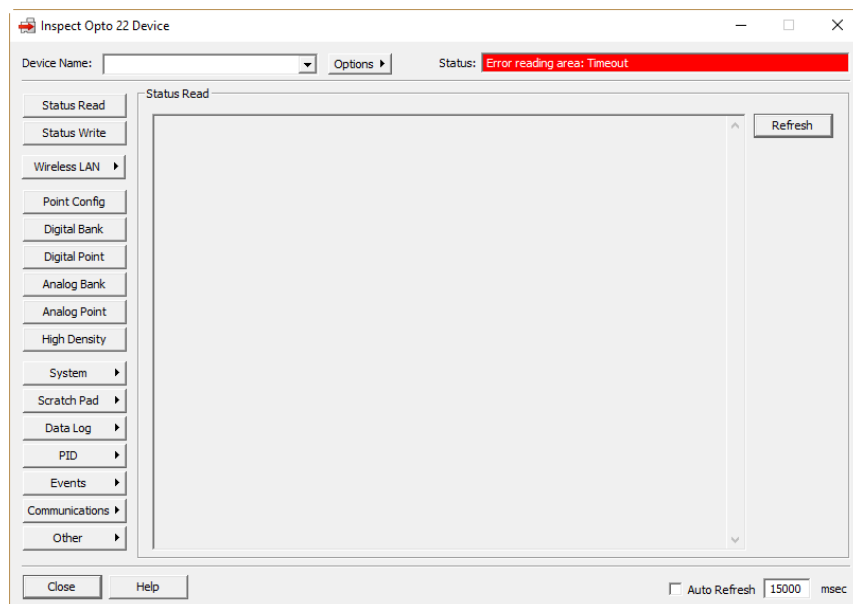 Inspect Opto 22 Device
Device Name: Options Status: Error reading area: Timeout
Status Read
Status Read
Refresh
Status Write
Wireless LAN
Point Config
Digital Bank
Digital Point
Analog Bank
Analog Point
High Density
System
Scratch Pad
Data Log
PID
Events
Communications
Other
Close Help Auto Refresh 15000 msec